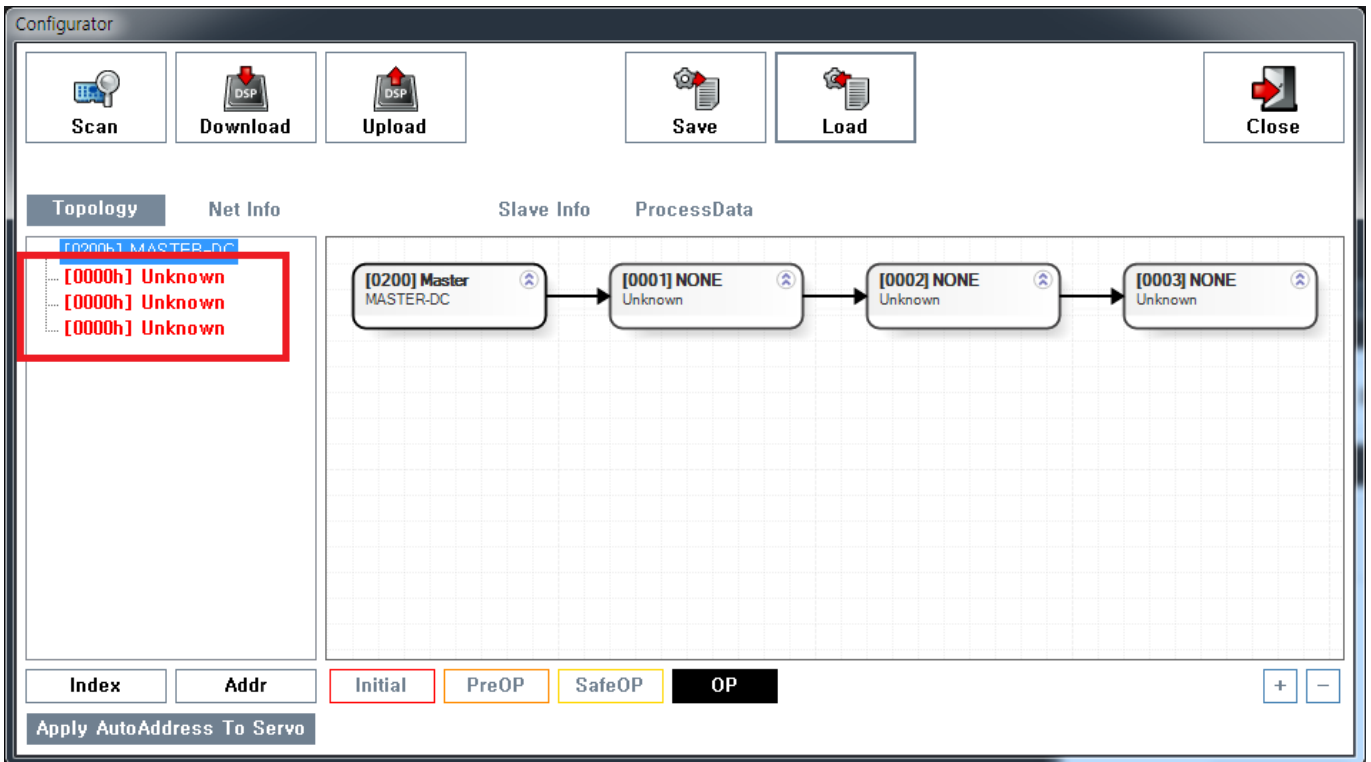 Configurator
Scan
DSP
Download
DSP
Upload
Save
Load
Close
Topology
Net Info
Slave Info
ProcessData
[0200h] MASTER-DC
[0000h] Unknown
[0000h] Unknown
[0000h] Unknown
[0200] Master
MASTER-DC
[0001] NONE
Unknown
[0002] NONE
Unknown
[0003] NONE
Unknown
Index
Addr
Initial
PreOP
SafeOP
OP
+
−
Apply AutoAddress To Servo